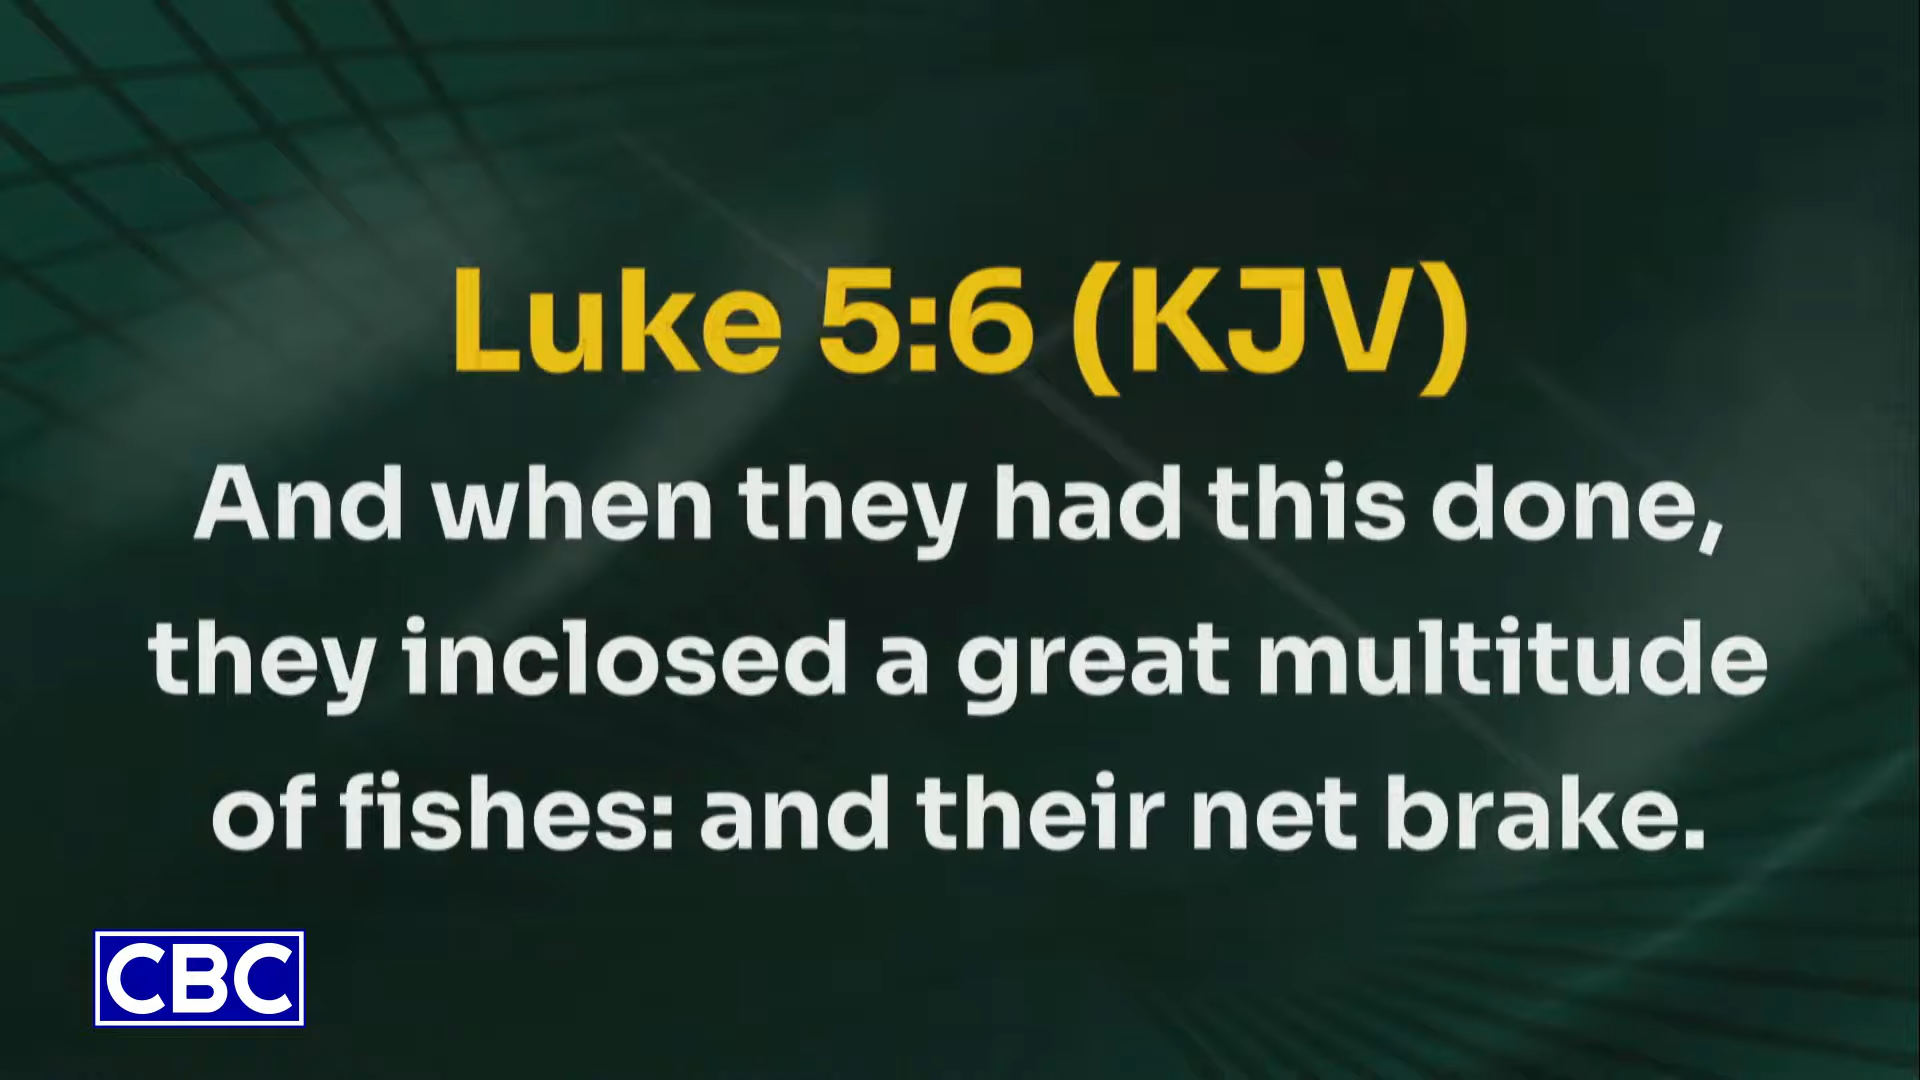 Luke 5:6 (KJV)
And when they had this done,
they inclosed a great multitude
of fishes: and their net brake.
CBC